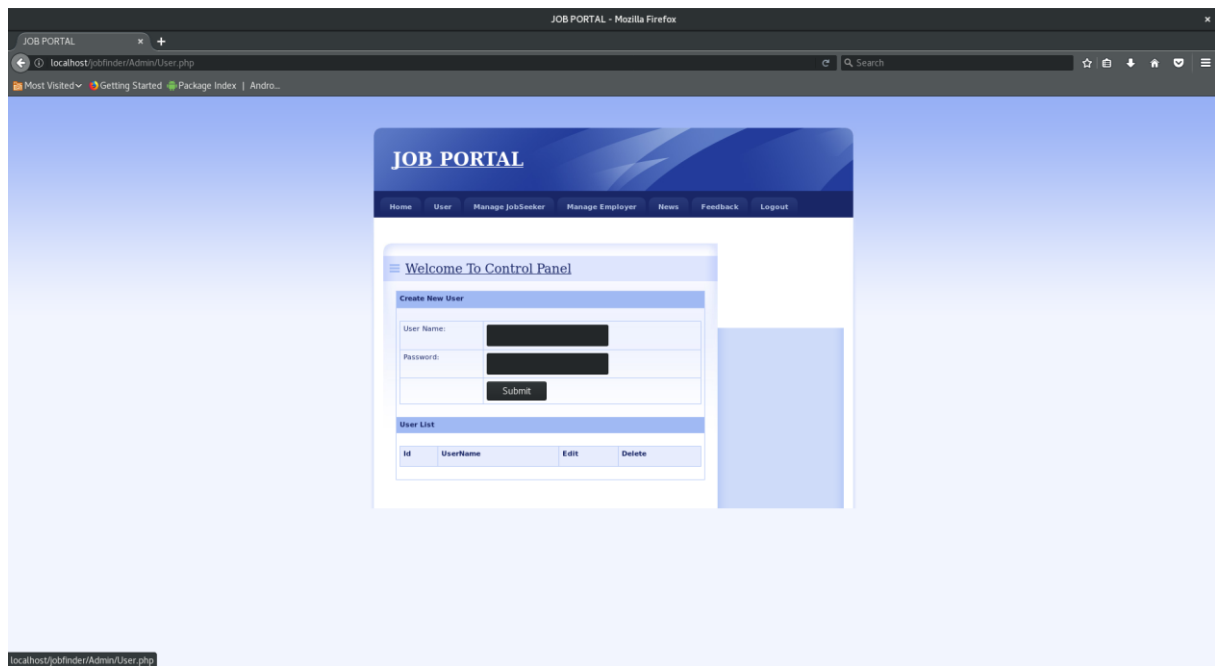 JOB PORTAL - Mozilla Firefox
JOB PORTAL
localhost/jobfinder/Admin/User.php
Search
Most Visited Getting Started Package Index | Andro...
JOB PORTAL
Home User Manage JobSeeker Manage Employer News Feedback Logout
Welcome To Control Panel
Create New User
User Name:
Password:
Submit
User List
Id UserName Edit Delete
localhost/jobfinder/Admin/User.php